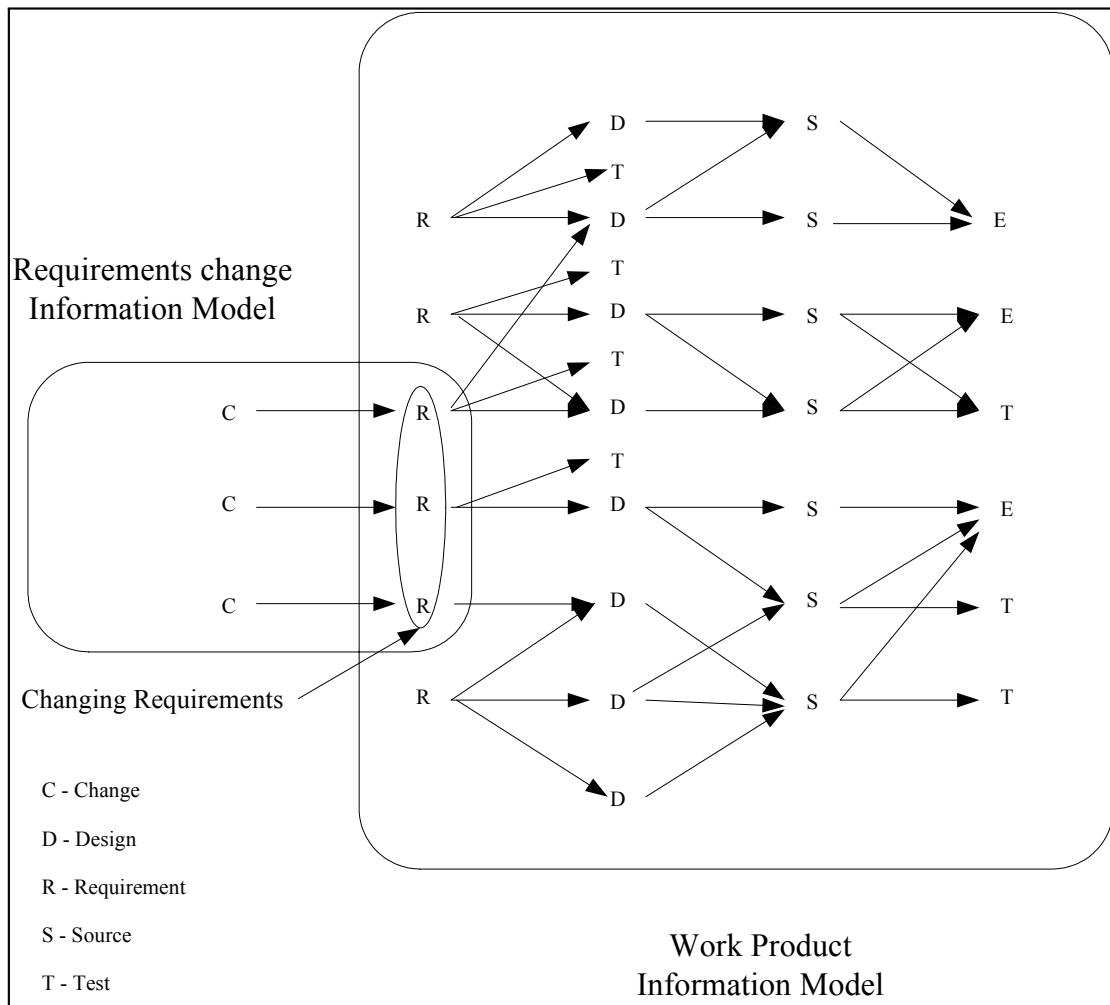 D S
T
R D S E
T
Requirements change
Information Model
R D S E
T
C R D S T
T
C R D S E
C R D S T
Changing Requirements
R D S T
D
C - Change
D - Design
R - Requirement
S - Source
T - Test
Work Product
Information Model